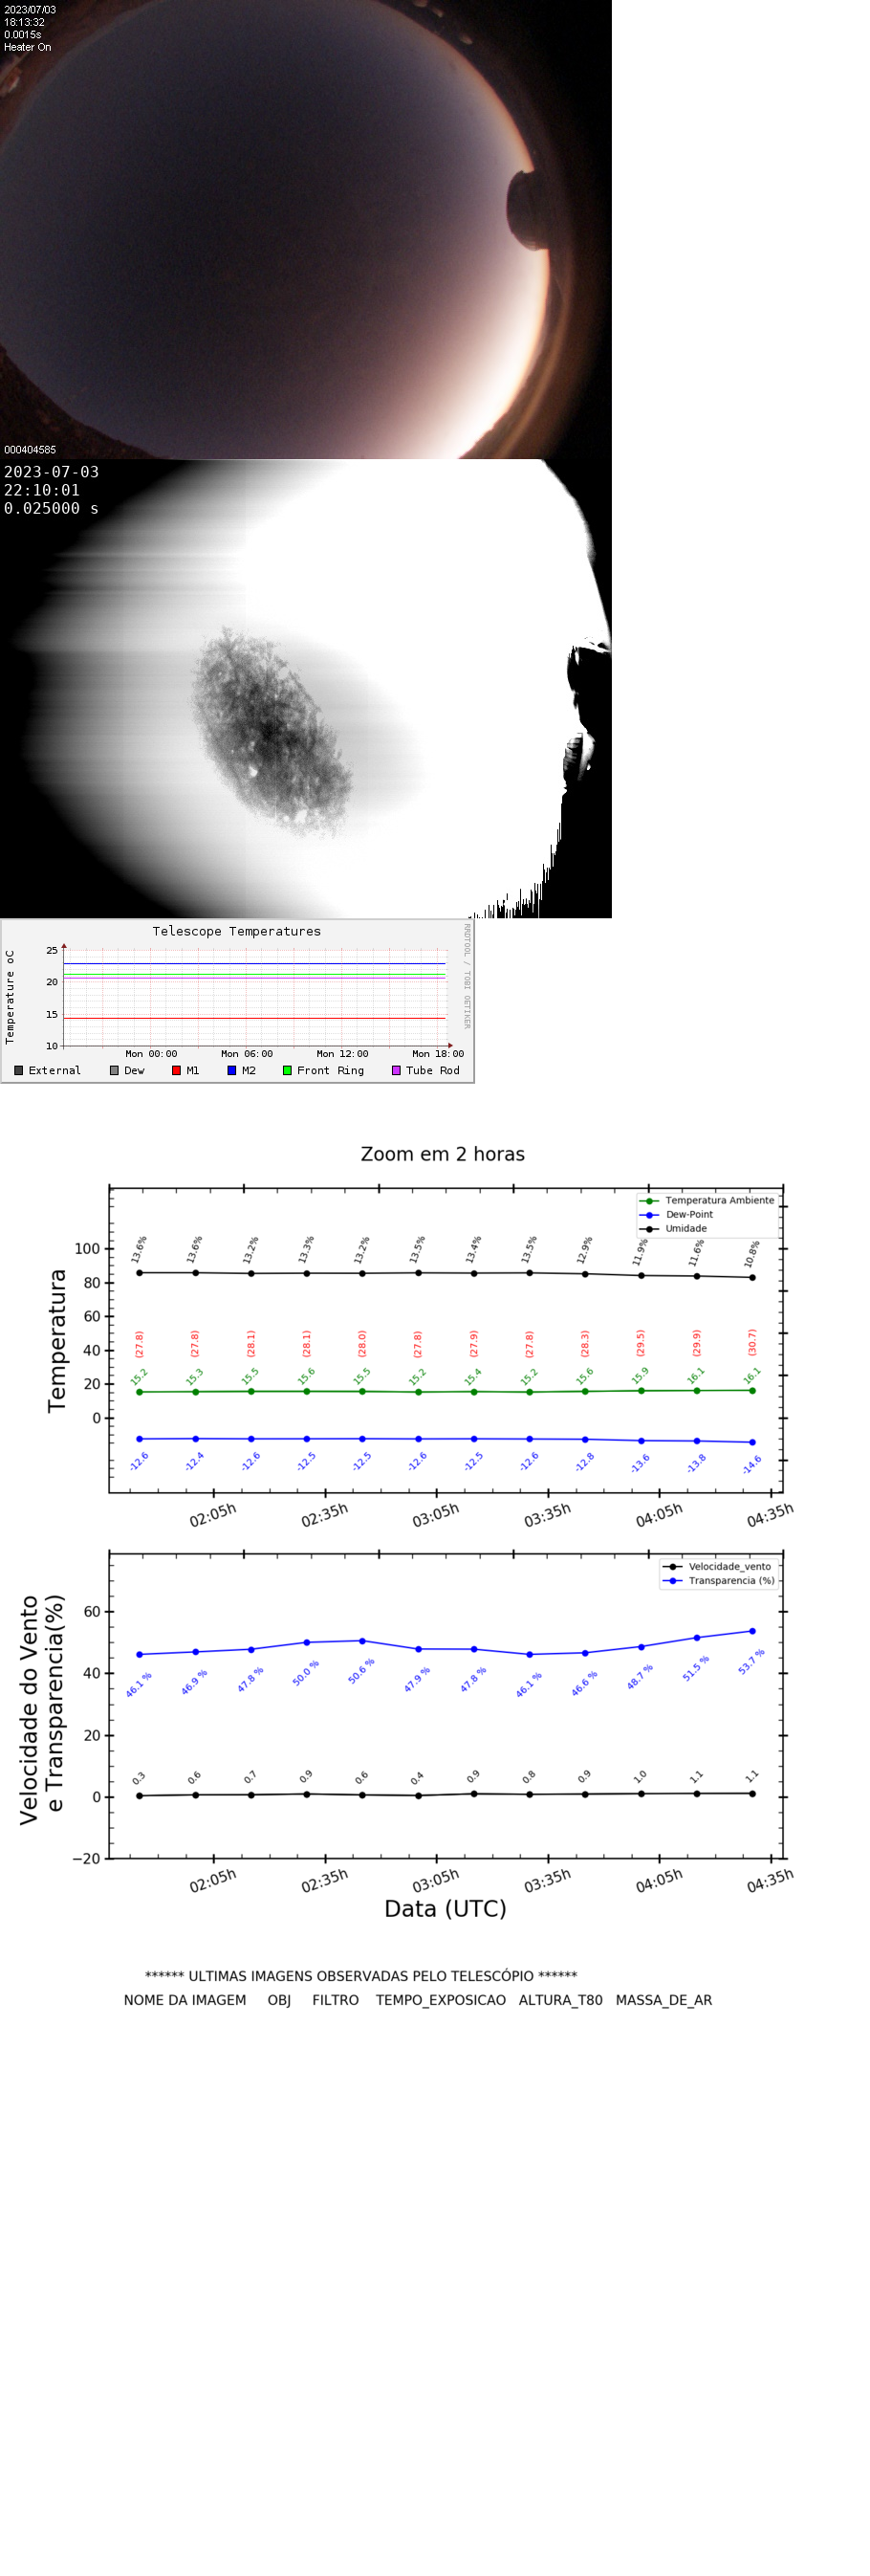 2023/07/03
18:13:32
0.0015s
Heater On
000404585
2023-07-03
22:10:01
0.025000 s
Telescope Temperatures
RRDTOOL / TOBI OETIKER
Temperature oC
25
20
15
10
Mon 00:00 Mon 06:00 Mon 12:00 Mon 18:00
External Dew M1 M2 Front Ring Tube Rod
Zoom em 2 horas
Temperatura Ambiente
Dew-Point
Umidade
Temperatura
100
80
60
40
20
0
13.6% 13.6% 13.2% 13.3% 13.2% 13.5% 13.4% 13.5% 12.9% 11.9% 11.6% 10.8%
(27.8) (27.8) (28.1) (28.1) (28.0) (27.8) (27.9) (27.8) (28.3) (29.5) (29.9) (30.7)
15.2 15.3 15.5 15.6 15.5 15.2 15.4 15.2 15.6 15.9 16.1 16.1
-12.6 -12.4 -12.6 -12.5 -12.5 -12.6 -12.5 -12.6 -12.8 -13.6 -13.8 -14.6
02:05h 02:35h 03:05h 03:35h 04:05h 04:35h
Velocidade_vento
Transparencia (%)
Velocidade do Vento
e Transparencia(%)
60
40
20
0
−20
46.1 % 46.9 % 47.8 % 50.0 % 50.6 % 47.9 % 47.8 % 46.1 % 46.6 % 48.7 % 51.5 % 53.7 %
0.3 0.6 0.7 0.9 0.6 0.4 0.9 0.8 0.9 1.0 1.1 1.1
02:05h 02:35h 03:05h 03:35h 04:05h 04:35h
Data (UTC)
****** ULTIMAS IMAGENS OBSERVADAS PELO TELESCÓPIO ******
NOME DA IMAGEM OBJ FILTRO TEMPO_EXPOSICAO ALTURA_T80 MASSA_DE_AR